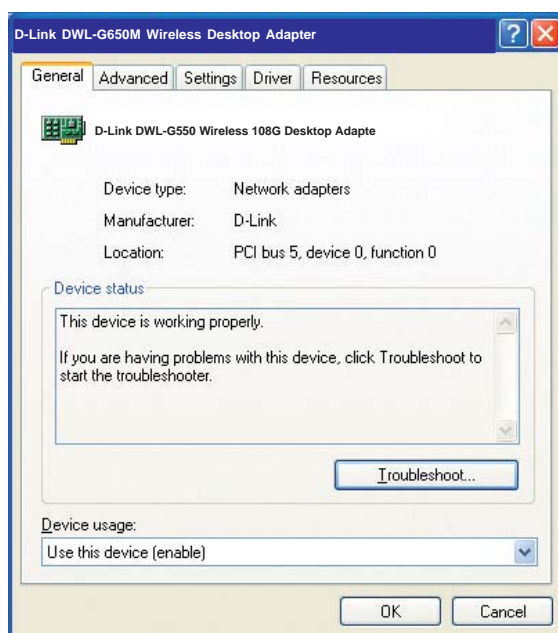 D-Link DWL-G650M Wireless Desktop Adapter
General Advanced Settings Driver Resources
D-Link DWL-G550 Wireless 108G Desktop Adapte
Device type: Network adapters
Manufacturer: D-Link
Location: PCI bus 5, device 0, function 0
Device status
This device is working properly.
If you are having problems with this device, click Troubleshoot to
start the troubleshooter.
Troubleshoot...
Device usage:
Use this device (enable)
OK Cancel